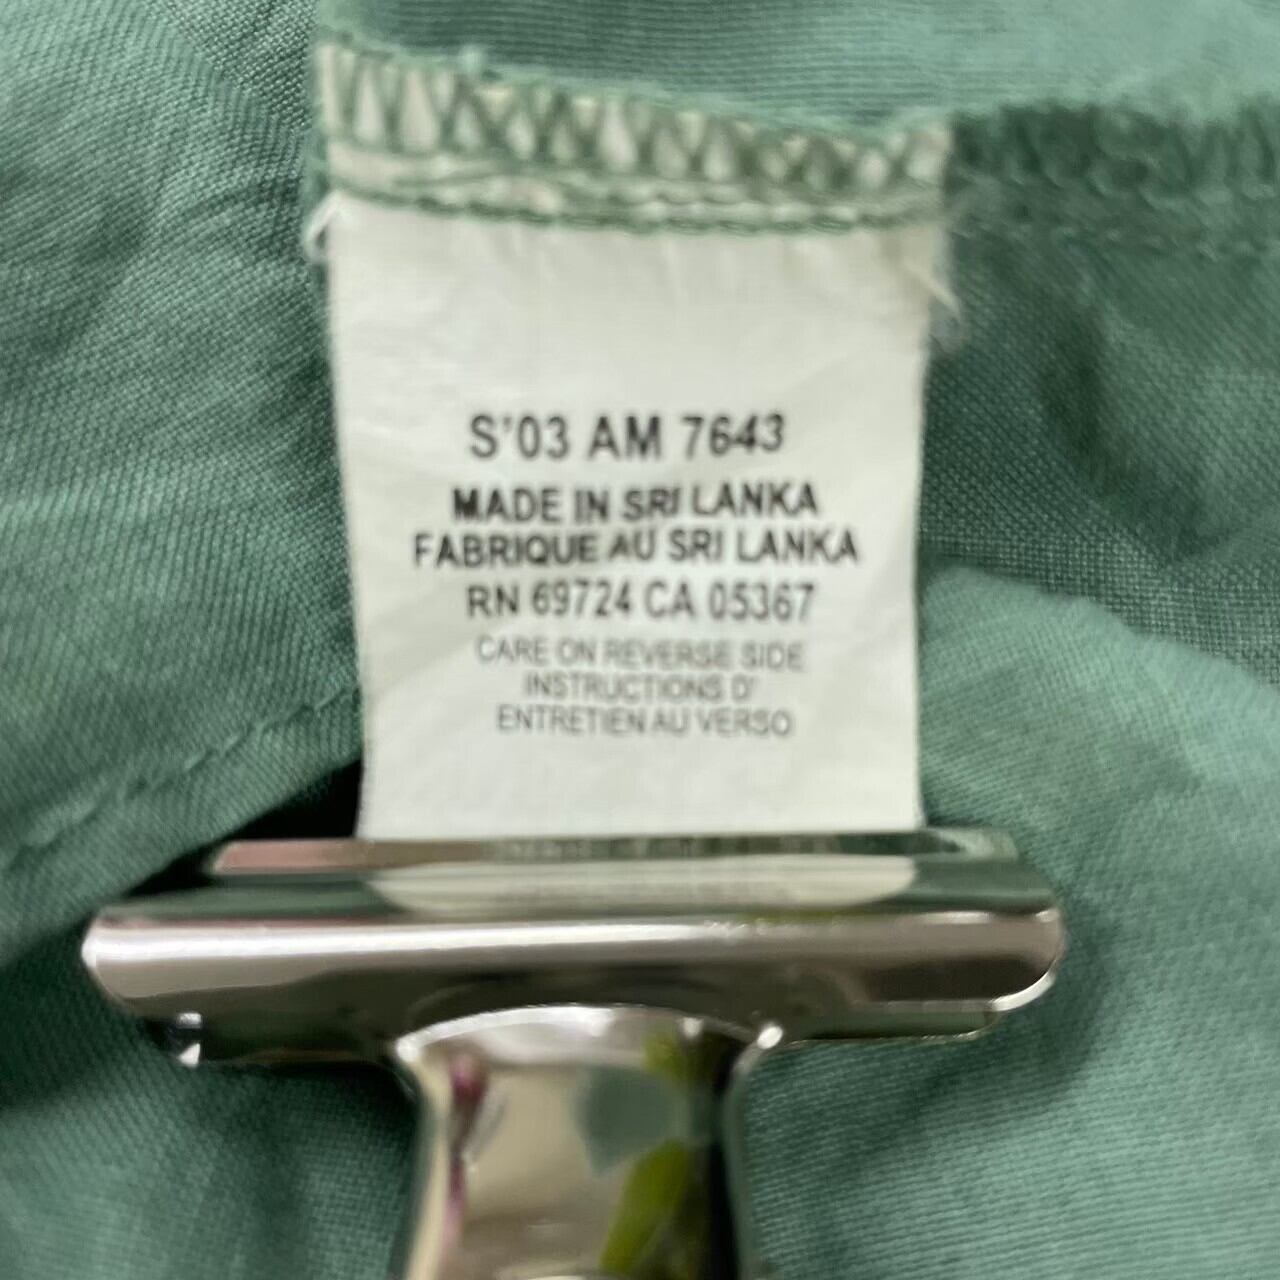 S'03 AM 7643
MADE IN SRI LANKA
FABRIQUE AU SRI LANKA
RN 69724 CA 05367
CARE ON REVERSE SIDE
INSTRUCTIONS D'
ENTRETIEN AU VERSO